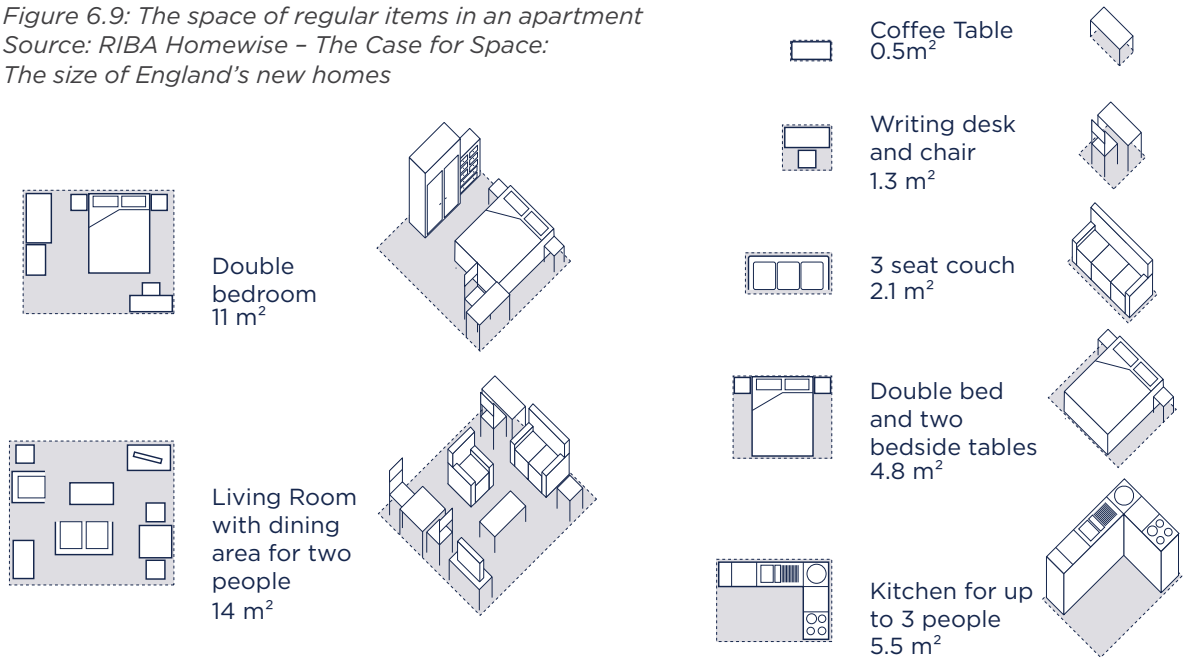 Figure 6.9: The space of regular items in an apartment
Source: RIBA Homewise – The Case for Space:
The size of England's new homes
Double
bedroom
11 m²
Living Room
with dining
area for two
people
14 m²
Coffee Table
0.5m²
Writing desk
and chair
1.3 m²
3 seat couch
2.1 m²
Double bed
and two
bedside tables
4.8 m²
Kitchen for up
to 3 people
5.5 m²